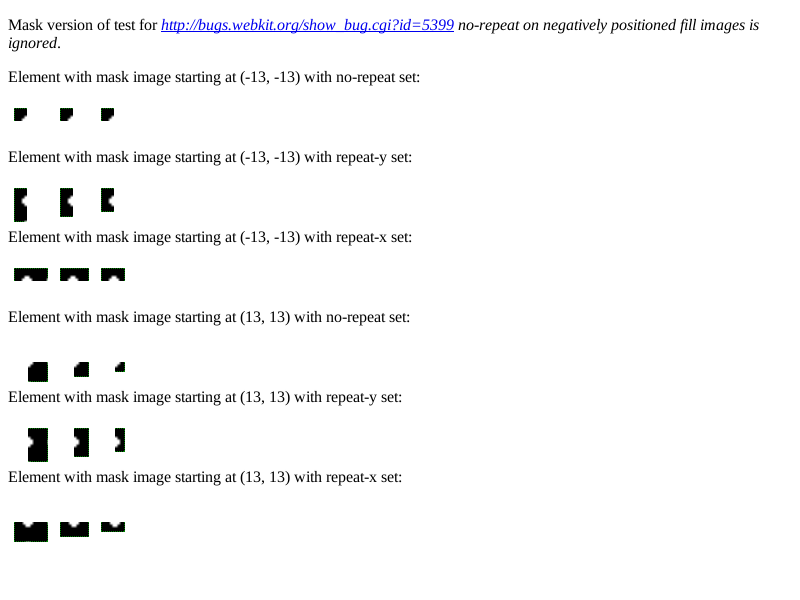 Mask version of test for http://bugs.webkit.org/show_bug.cgi?id=5399 no-repeat on negatively positioned fill images is
ignored.
Element with mask image starting at (-13, -13) with no-repeat set:
Element with mask image starting at (-13, -13) with repeat-y set:
Element with mask image starting at (-13, -13) with repeat-x set:
Element with mask image starting at (13, 13) with no-repeat set:
Element with mask image starting at (13, 13) with repeat-y set:
Element with mask image starting at (13, 13) with repeat-x set: